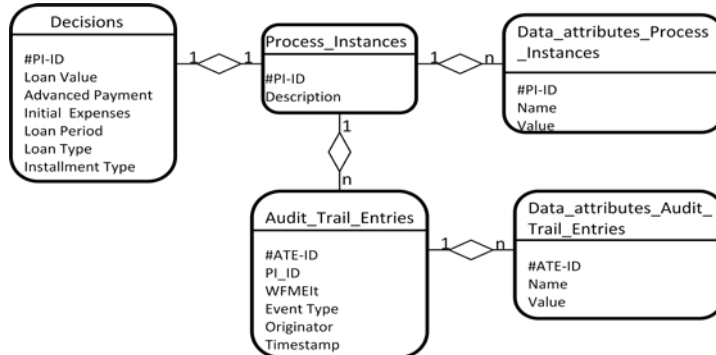 Decisions
#PI-ID
Loan Value
Advanced Payment
Initial Expenses
Loan Period
Loan Type
Installment Type
1
1
Process_Instances
#PI-ID
Description
1
n
Data_attributes_Process
_Instances
#PI-ID
Name
Value
1
n
Audit_Trail_Entries
#ATE-ID
PI_ID
WFMElt
Event Type
Originator
Timestamp
1
n
Data_attributes_Audit_
Trail_Entries
#ATE-ID
Name
Value